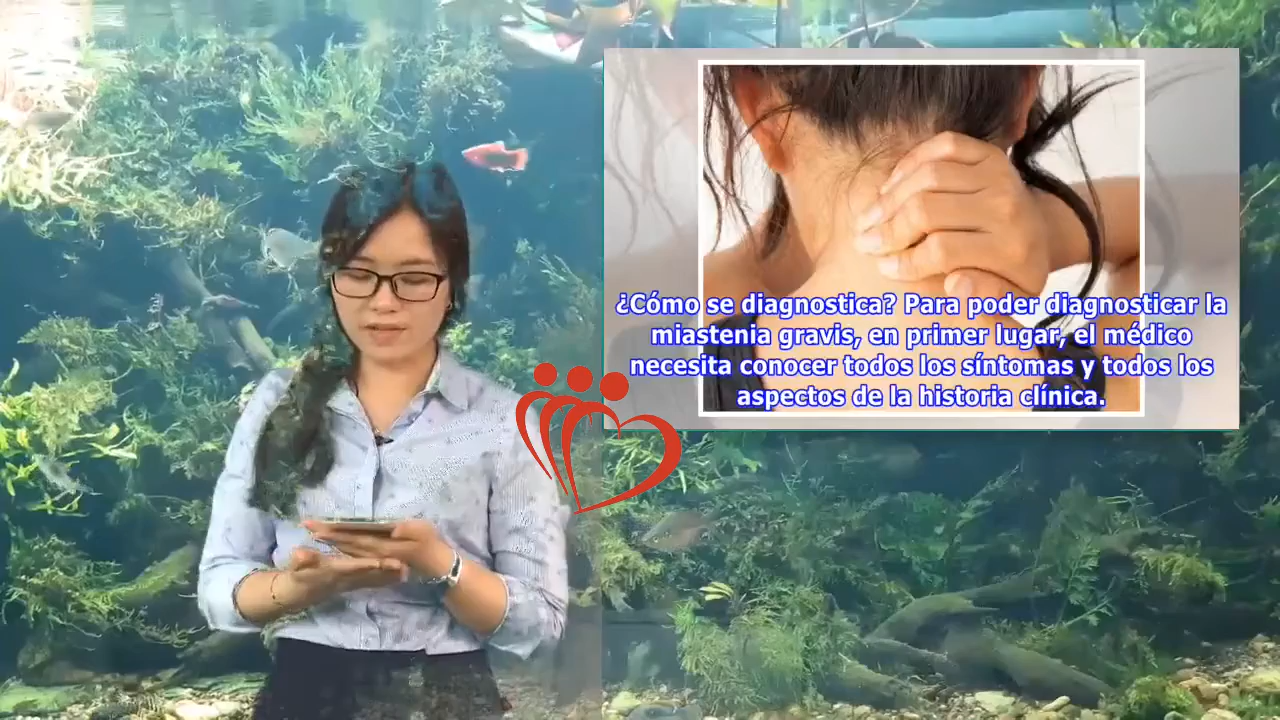 ¿Cómo se diagnostica? Para poder diagnosticar la
miastenia gravis, en primer lugar, el médico
necesita conocer todos los síntomas y todos los
aspectos de la historia clínica.